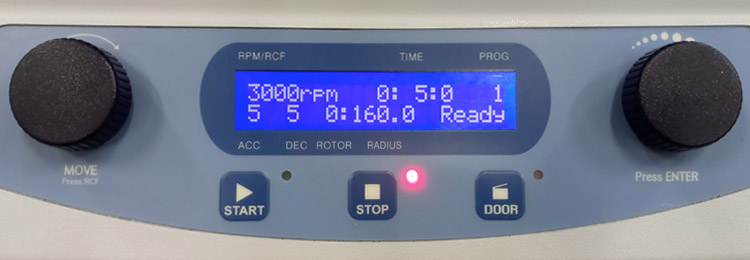 RPM/RCF TIME PROG
3000rpm 0: 5:0 1
5 5 0:160.0 Ready
ACC DEC ROTOR RADIUS
MOVE
Press RCF
START
STOP
DOOR
Press ENTER